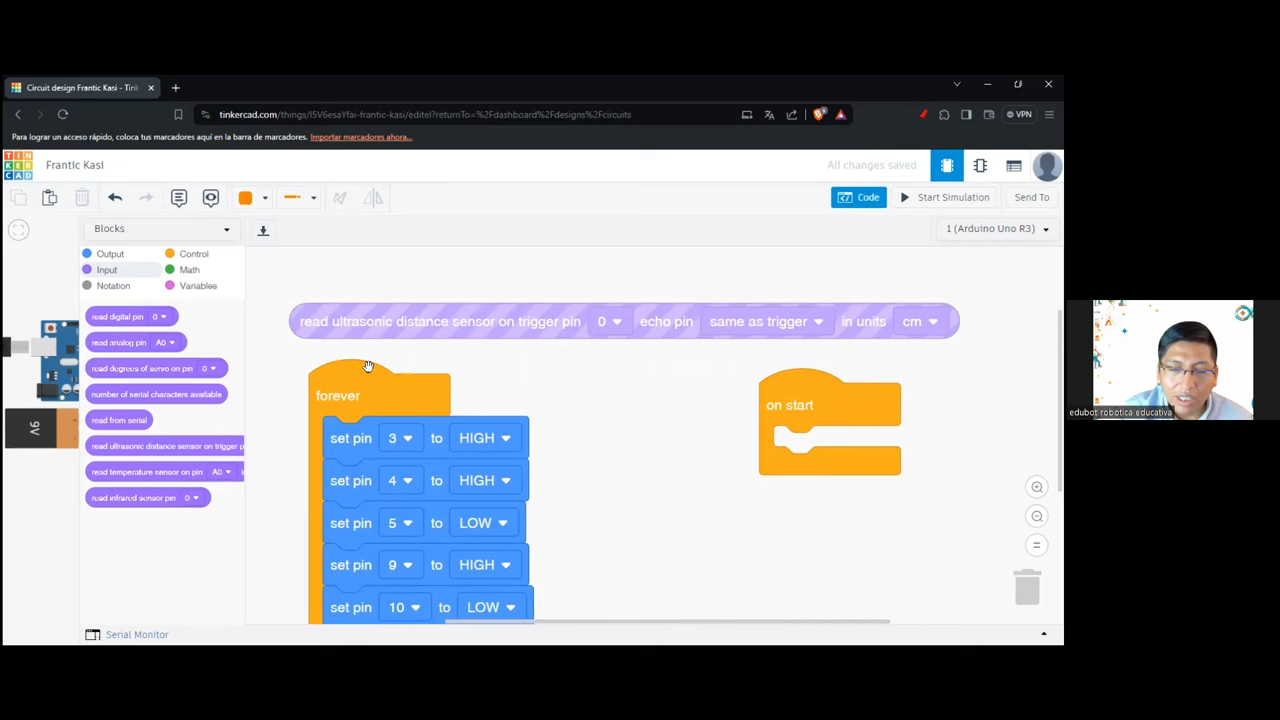 Circuit design Frantic Kasi - Tin
tinkercad.com/things/l5V6esaYfai-frantic-kasi/editel?returnTo=%2Fdashboard%2Fdesigns%2Fcircuits
VPN
Para lograr un acceso rápido, coloca tus marcadores aquí en la barra de marcadores. Importar marcadores ahora...
TIN
KER
CAD
Frantic Kasi
All changes saved
Code
Start Simulation
Send To
Blocks
1 (Arduino Uno R3)
Output
Control
Input
Math
Notation
Variables
read digital pin 0
read analog pin A0
read degrees of servo on pin 0
number of serial characters available
read from serial
read ultrasonic distance sensor on trigger p
read temperature sensor on pin A0 in
read infrared sensor pin 0
9V
read ultrasonic distance sensor on trigger pin 0 echo pin same as trigger in units cm
forever
set pin 3 to HIGH
set pin 4 to HIGH
set pin 5 to LOW
set pin 9 to HIGH
set pin 10 to LOW
on start
Serial Monitor
edubot robotica educativa